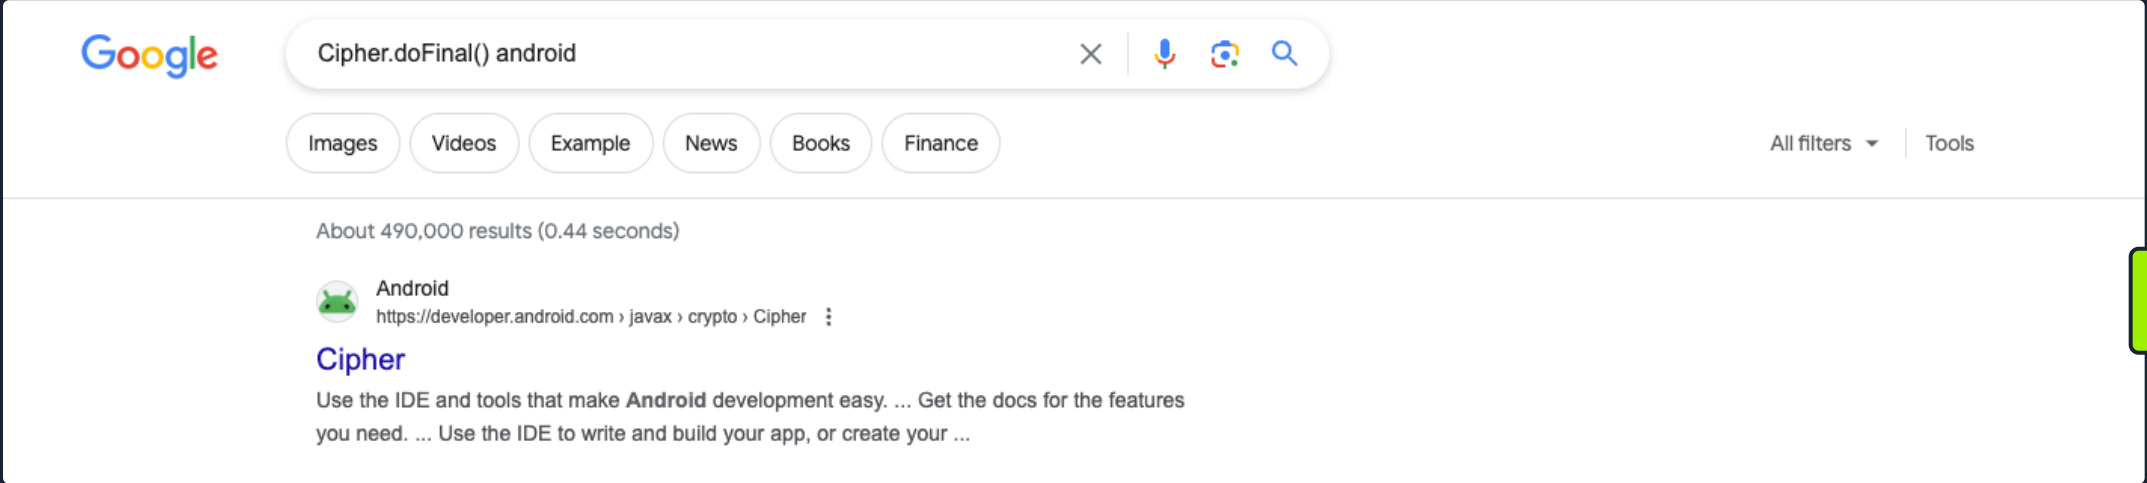 Google
Cipher.doFinal() android
Images Videos Example News Books Finance All filters Tools
About 490,000 results (0.44 seconds)
Android
https://developer.android.com › javax › crypto › Cipher
Cipher
Use the IDE and tools that make Android development easy. ... Get the docs for the features
you need. ... Use the IDE to write and build your app, or create your ...